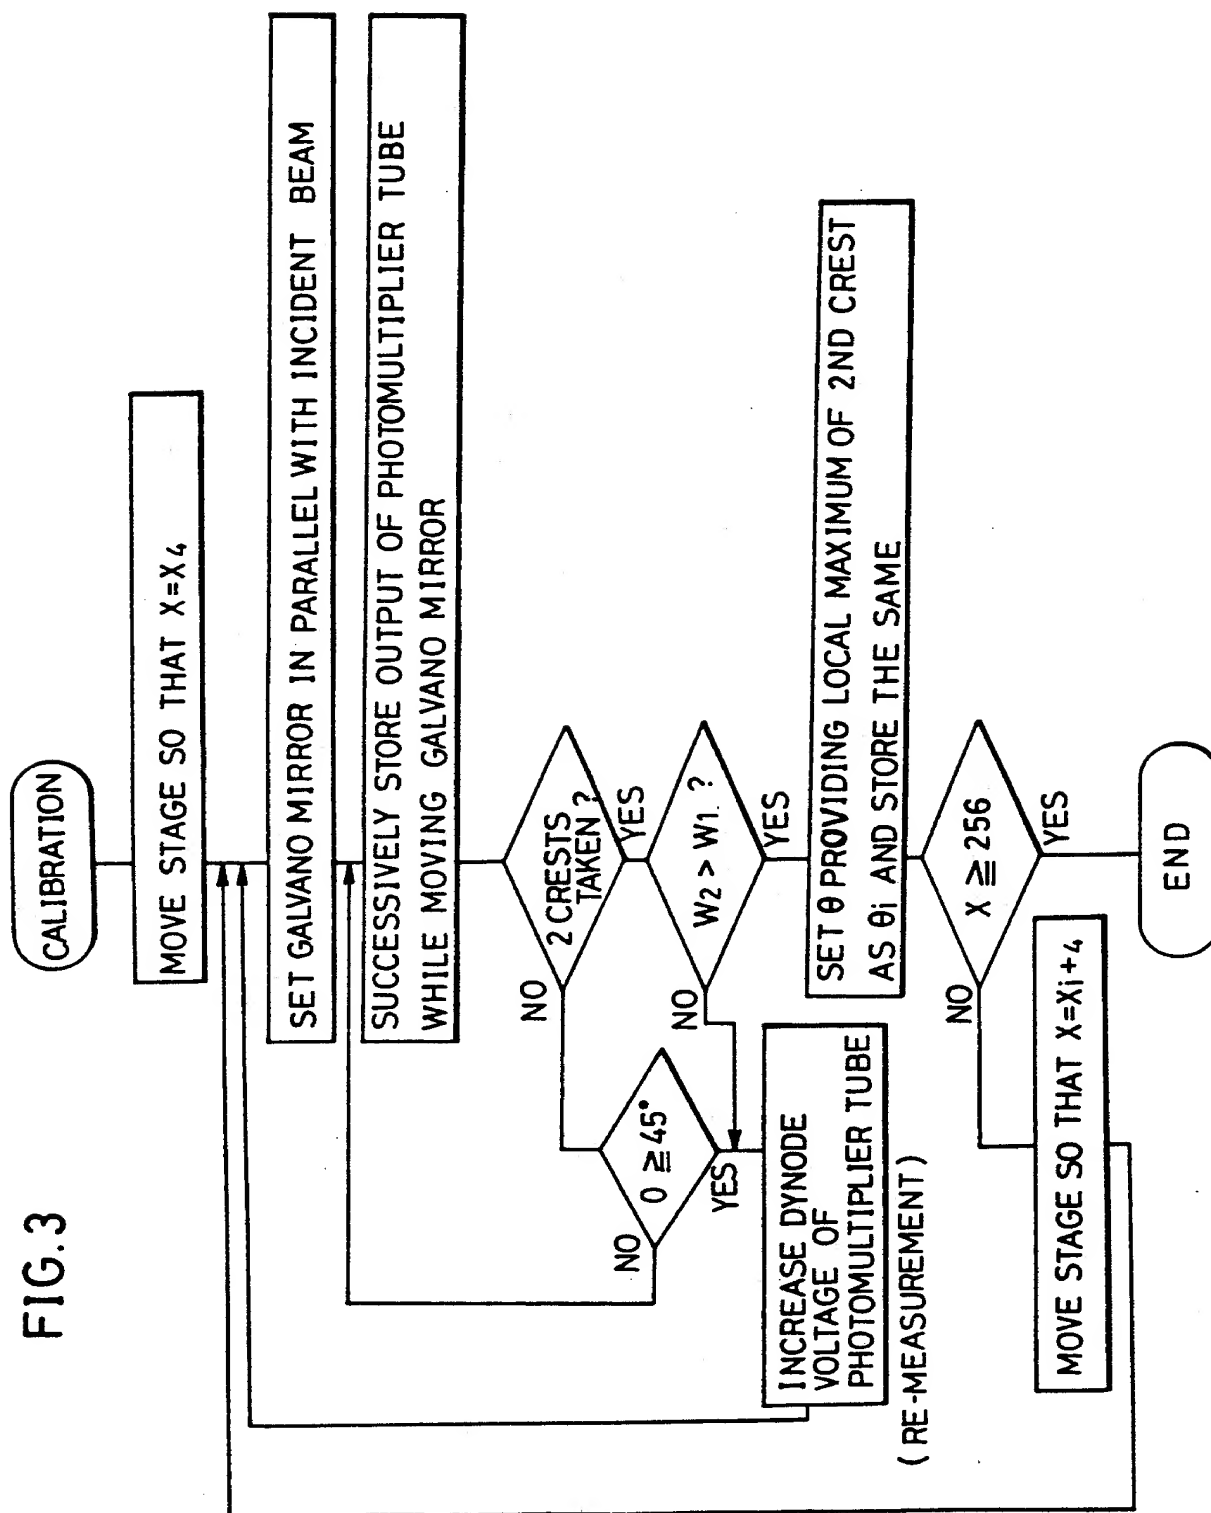 FIG.3
CALIBRATION
MOVE STAGE SO THAT X=X4
SET GALVANO MIRROR IN PARALLEL WITH INCIDENT BEAM
SUCCESSIVELY STORE OUTPUT OF PHOTOMULTIPLIER TUBE
WHILE MOVING GALVANO MIRROR
2 CRESTS
TAKEN ?
NO
YES
0 ≧ 45°
NO
YES
W2 > W1. ?
NO
YES
INCREASE DYNODE
VOLTAGE OF
PHOTOMULTIPLIER TUBE
(RE-MEASUREMENT)
SET θ PROVIDING LOCAL MAXIMUM OF 2ND CREST
AS θi AND STORE THE SAME
X ≧ 256
NO
YES
MOVE STAGE SO THAT X=Xi+4
END